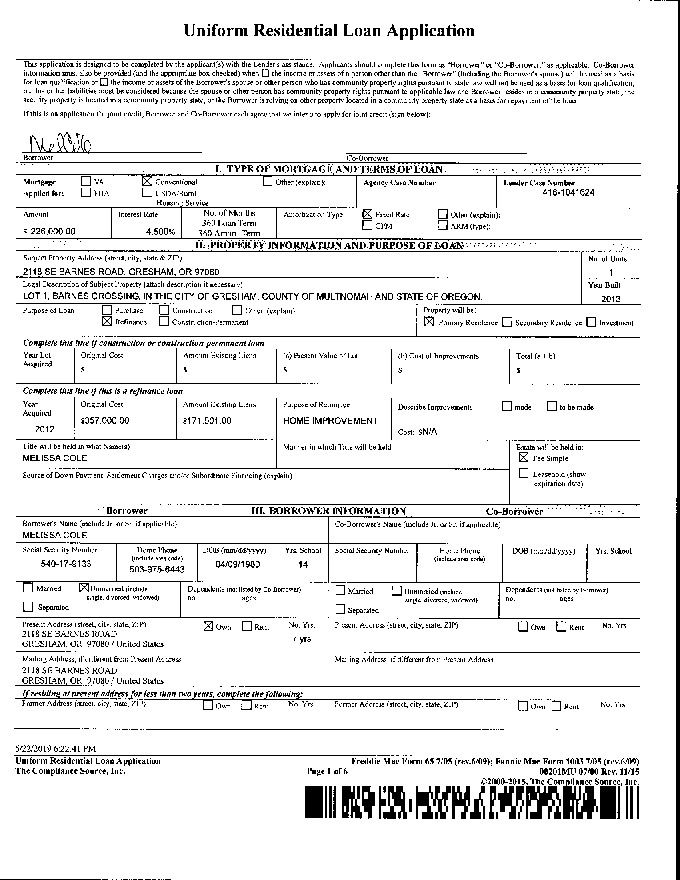 Uniform Residential Loan Application
This application is designed to be completed by the applicant(s) with the Lender's assistance. Applicants should complete this form as "Borrower" or "Co-Borrower," as applicable. Co-Borrower
information must also be provided (and the appropriate box checked) when the income or assets of a person other than the "Borrower" (including the Borrower's spouse) will be used as a basis
for loan qualification or the income or assets of the Borrower's spouse or other person who has community property rights pursuant to state law will not be used as a basis for loan qualification,
but his or her liabilities must be considered because the spouse or other person has community property rights pursuant to applicable law and Borrower resides in a community property state, the
security property is located in a community property state, or the Borrower is relying on other property located in a community property state as a basis for repayment of the loan.
If this is an application for joint credit, Borrower and Co-Borrower each agree that we intend to apply for joint credit (sign below):
Borrower Co-Borrower
I. TYPE OF MORTGAGE AND TERMS OF LOAN
Mortgage VA Conventional Other (explain): Agency Case Number Lender Case Number
applied for: FHA USDA/Rural 416-1041624
Housing Service
Amount Interest Rate No. of Months Amortization Type Fixed Rate Other (explain):
360 Loan Term
$ 226,000.00 4.500% 360 Amort. Term GPM ARM (type):
II. PROPERTY INFORMATION AND PURPOSE OF LOAN
Subject Property Address (street, city, state & ZIP) No. of Units
2118 SE BARNES ROAD, GRESHAM, OR 97080 1
Legal Description of Subject Property (attach description if necessary) Year Built
LOT 1, BARNES CROSSING, IN THE CITY OF GRESHAM, COUNTY OF MULTNOMAH AND STATE OF OREGON. 2013
Purpose of Loan Purchase Construction Other (explain) Property will be:
Refinance Construction-Permanent Primary Residence Secondary Residence Investment
Complete this line if construction or construction permanent loan
Year Lot Original Cost Amount Existing Liens (a) Present Value of Lot (b) Cost of Improvements Total (a + b)
Acquired $ $ $ $ $
Complete this line if this is a refinance loan
Year Original Cost Amount Existing Liens Purpose of Refinance Describe Improvements made to be made
Acquired
2012 $357,000.00 HOME IMPROVEMENT Cost: $N/A
Title will be held in what Name(s) Manner in which Title will be held Estate will be held in:
MELISSA COLE Fee Simple
Source of Down Payment, Settlement Charges and/or Subordinate Financing (explain) Leasehold (show
expiration date)
Borrower III. BORROWER INFORMATION Co-Borrower
Borrower's Name (include Jr. or Sr. if applicable) Co-Borrower's Name (include Jr. or Sr. if applicable)
MELISSA COLE
Social Security Number Home Phone (include area code) DOB (mm/dd/yyyy) Yrs. School Social Security Number Home Phone (include area code) DOB (mm/dd/yyyy) Yrs. School
540-17-9133 503-975-6443 04/09/1980 14
Married Unmarried (include Dependents (not listed by Co-Borrower) Married Unmarried (include Dependents (not listed by Borrower)
single, divorced, widowed) no. ages single, divorced, widowed) no. ages
Separated Separated
Present Address (street, city, state, ZIP) Own Rent No. Yrs. Present Address (street, city, state, ZIP) Own Rent No. Yrs
2118 SE BARNES ROAD yrs
GRESHAM, OR 97080 / United States
Mailing Address, if different from Present Address Mailing Address, if different from Present Address
2118 SE BARNES ROAD
GRESHAM, OR 97080 / United States
If residing at present address for less than two years, complete the following:
Former Address (street, city, state, ZIP) Own Rent No. Yrs Former Address (street, city, state, ZIP) Own Rent No. Yrs
5/22/2019 6:22:41 PM
Uniform Residential Loan Application Freddie Mac Form 65 7/05 (rev.6/09); Fannie Mae Form 1003 7/05 (rev.6/09)
The Compliance Source, Inc. Page 1 of 6 00201MU 07/00 Rev. 11/15
©2000-2015, The Compliance Source, Inc.